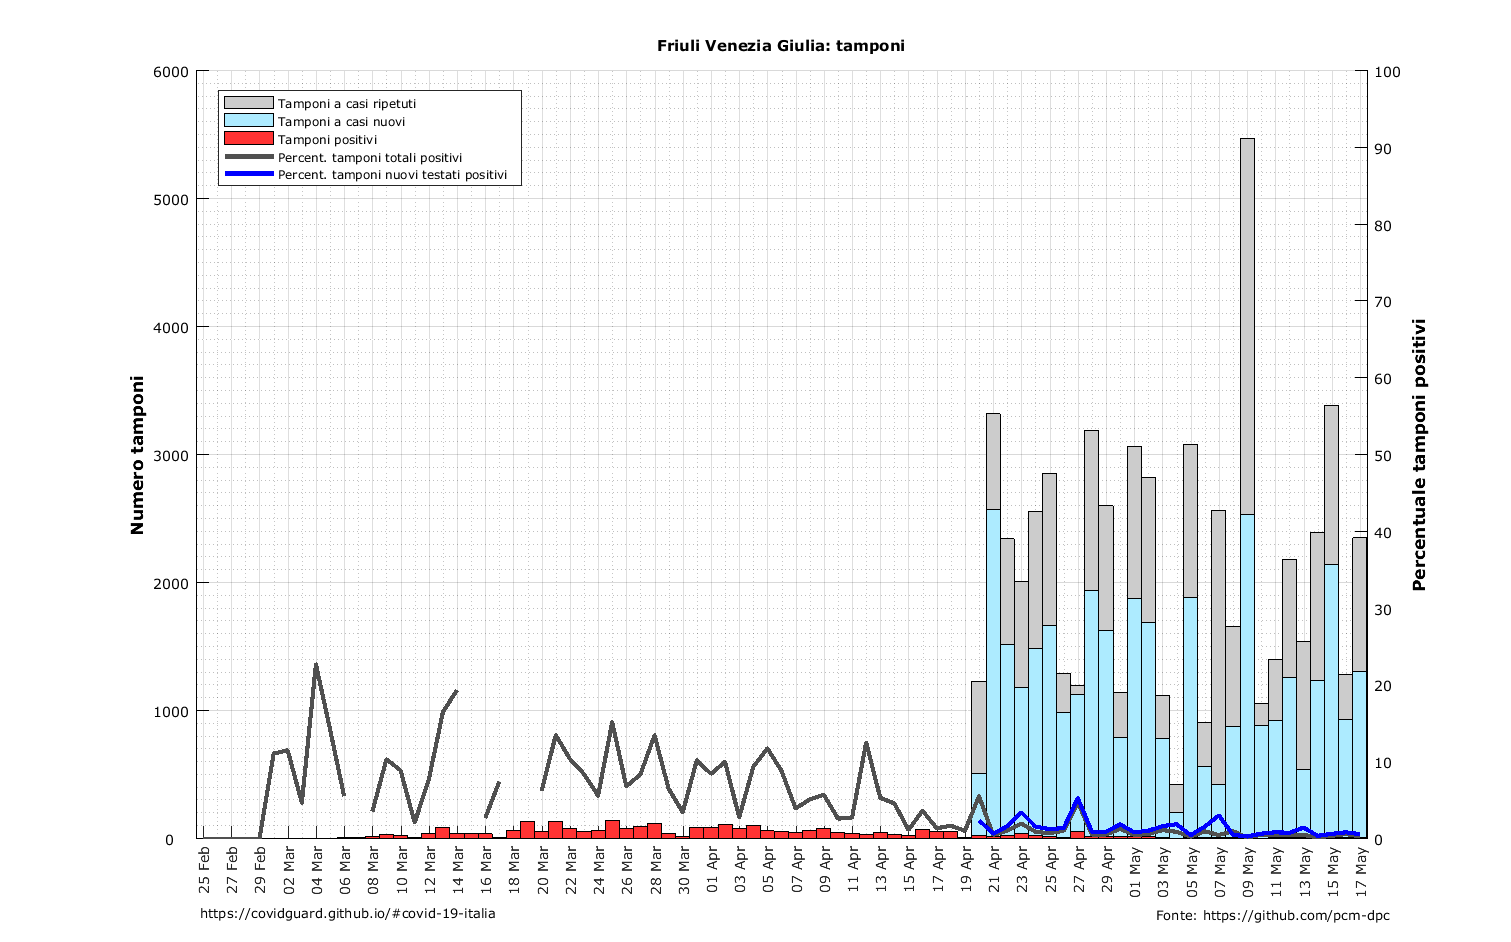 Friuli Venezia Giulia: tamponi
Tamponi a casi ripetuti
Tamponi a casi nuovi
Tamponi positivi
Percent. tamponi totali positivi
Percent. tamponi nuovi testati positivi
Numero tamponi
6000
5000
4000
3000
2000
1000
0
100
90
80
70
60
50
40
30
20
10
0
Percentuale tamponi positivi
25 Feb
27 Feb
29 Feb
02 Mar
04 Mar
06 Mar
08 Mar
10 Mar
12 Mar
14 Mar
16 Mar
18 Mar
20 Mar
22 Mar
24 Mar
26 Mar
28 Mar
30 Mar
01 Apr
03 Apr
05 Apr
07 Apr
09 Apr
11 Apr
13 Apr
15 Apr
17 Apr
19 Apr
21 Apr
23 Apr
25 Apr
27 Apr
29 Apr
01 May
03 May
05 May
07 May
09 May
11 May
13 May
15 May
17 May
https://covidguard.github.io/#covid-19-italia
Fonte: https://github.com/pcm-dpc